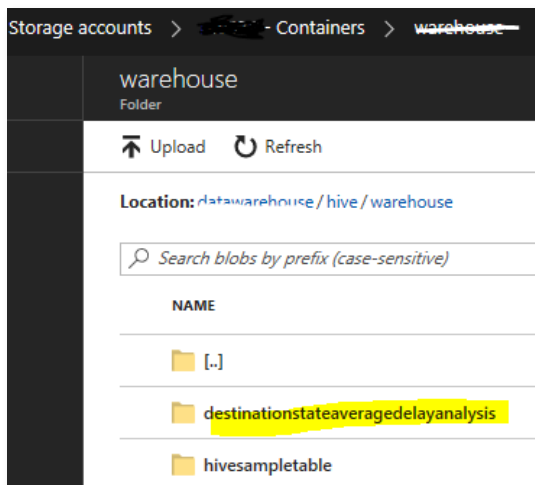 Storage accounts > - Containers > warehouse
warehouse
Folder
Upload Refresh
Location: datawarehouse / hive / warehouse
Search blobs by prefix (case-sensitive)
NAME
[..]
destinationstateaveragedelayanalysis
hivesampletable